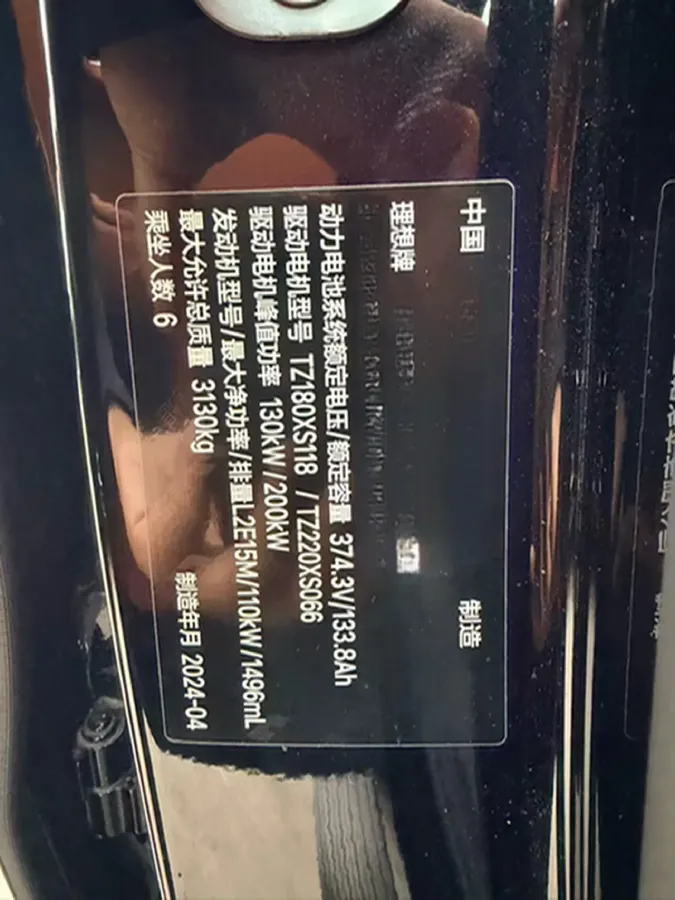 中国 制造
理想牌
动力电池系统额定电压/额定容量 374.3V/133.8Ah
驱动电机型号 TZ180XS118 /TZ220XS066
驱动电机峰值功率 130kW/200kW
发动机型号/最大净功率/排量L2E15M/110kW/1496mL
最大允许总质量 3130kg
乘坐人数 6 制造年月 2024-04